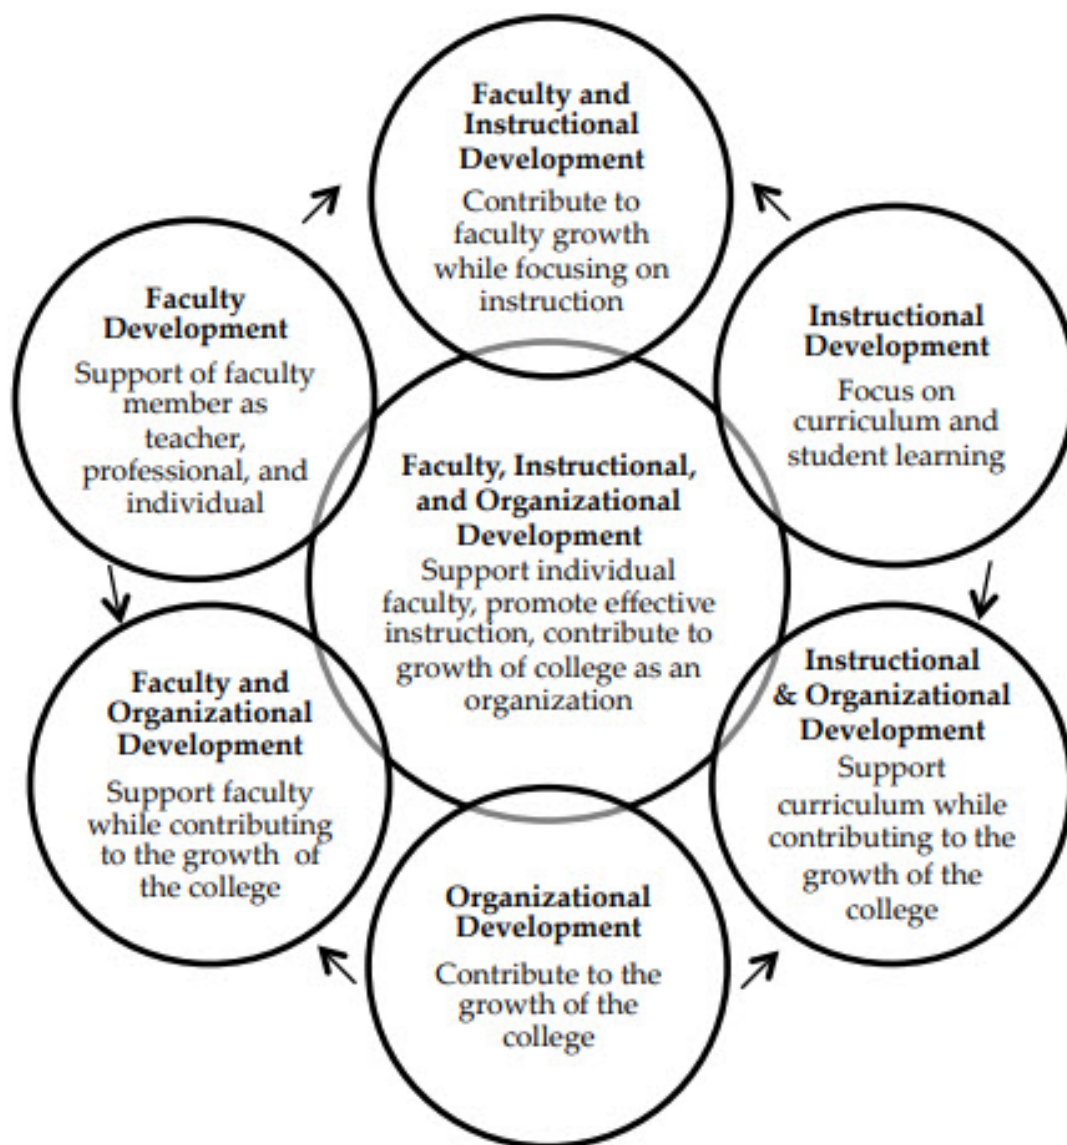 Faculty and
Instructional
Development
Contribute to
faculty growth
while focusing on
instruction
Faculty
Development
Support of faculty
member as
teacher,
professional, and
individual
Instructional
Development
Focus on
curriculum and
student learning
Faculty, Instructional,
and Organizational
Development
Support individual
faculty, promote effective
instruction, contribute to
growth of college as an
organization
Faculty and
Organizational
Development
Support faculty
while contributing
to the growth of
the college
Instructional
& Organizational
Development
Support
curriculum while
contributing to the
growth of the
college
Organizational
Development
Contribute to the
growth of the
college